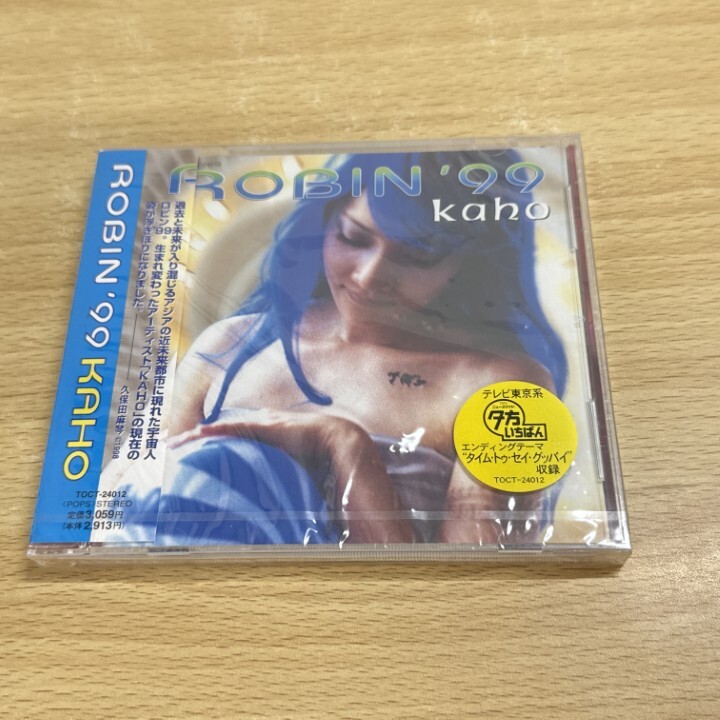 ROBIN '99 KAHO
TOCT-24012
(POPS) STEREO
定価3,059円
(本体2,913円)
過去と未来が入り混じるアジアの近未来都市に現れた宇宙人
ロビン'99。生まれ変わったアーティスト「KAHO」の現在の
姿が浮きぼりになりました。
久保田麻琴
1998
ROBIN '99
kaho
テレビ東京系
夕方
いちばん
エンディングテーマ
"タイム・トゥ・セイ・グッバイ"
収録
TOCT-24012